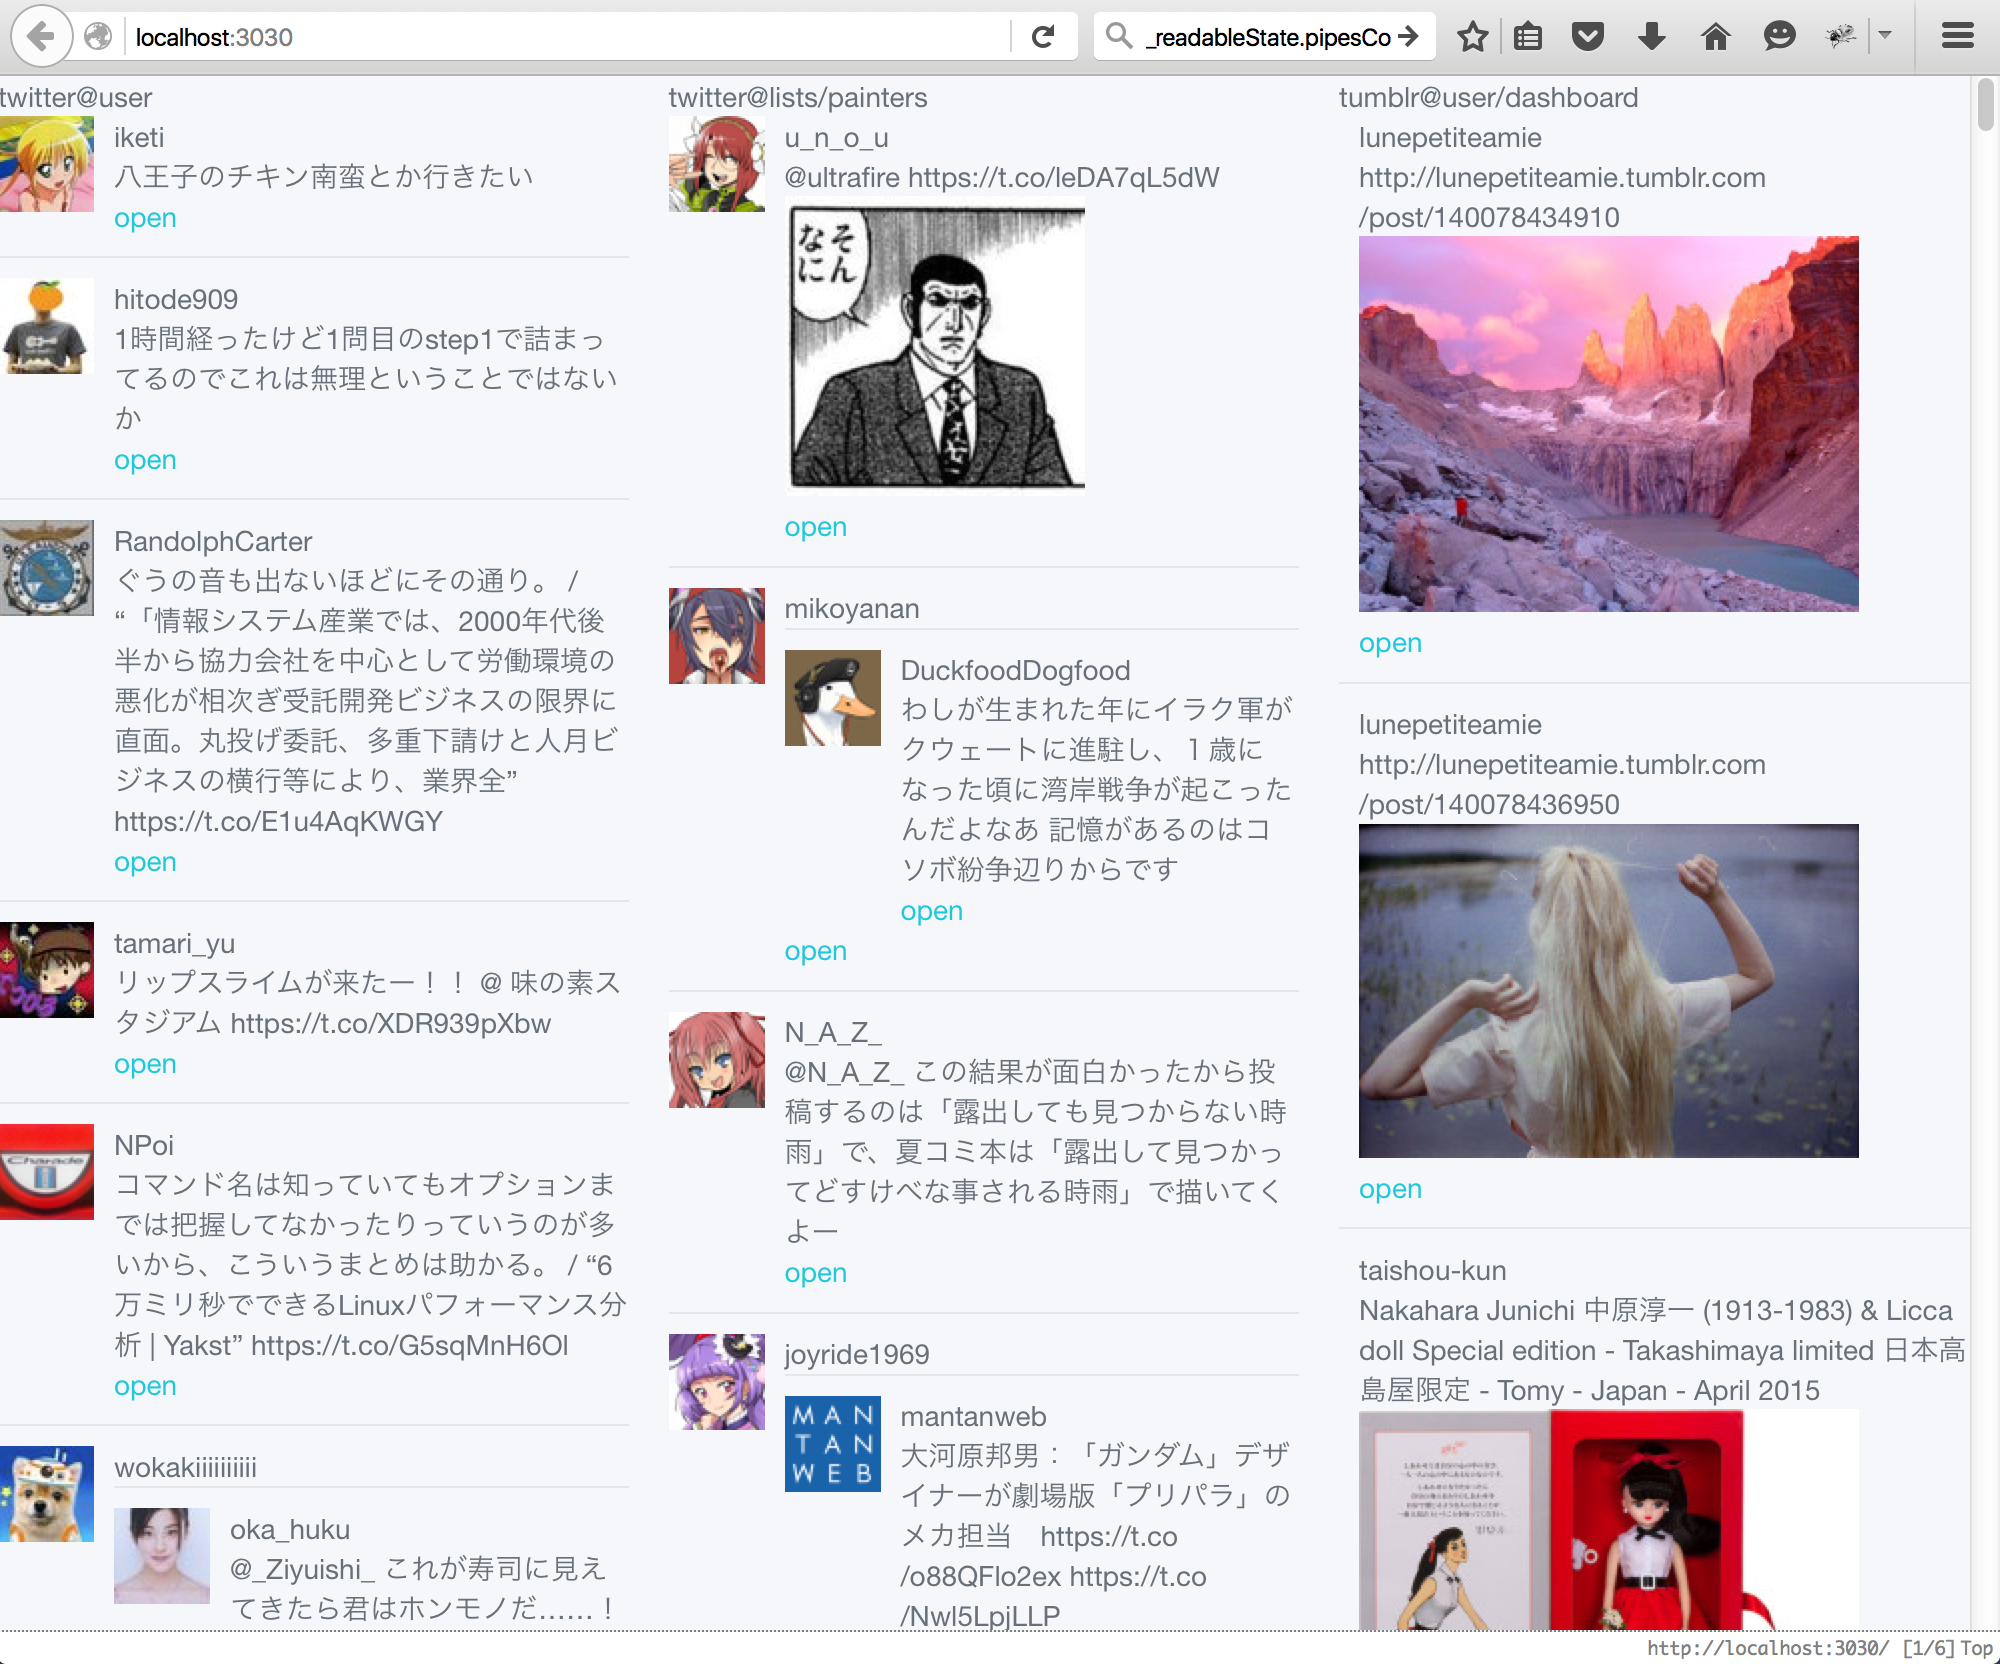 localhost:3030
_readableState.pipesCo
twitter@user
iketi
八王子のチキン南蛮とか行きたい
open
hitode909
1時間経ったけど1問目のstep1で詰まっ
てるのでこれは無理ということではない
か
open
RandolphCarter
ぐうの音も出ないほどにその通り。 /
“「情報システム産業では、2000年代後
半から協力会社を中心として労働環境の
悪化が相次ぎ受託開発ビジネスの限界に
直面。丸投げ委託、多重下請けと人月ビ
ジネスの横行等により、業界全”
https://t.co/E1u4AqKWGY
open
tamari_yu
リップスライムが来たー！！ @ 味の素ス
タジアム https://t.co/XDR939pXbw
open
NPoi
コマンド名は知っていてもオプションま
では把握してなかったりっていうのが多
いから、こういうまとめは助かる。 / “6
万ミリ秒でできるLinuxパフォーマンス分
析 | Yakst” https://t.co/G5sqMnH6Ol
open
wokakiiiiiiiiii
oka_huku
@_Ziyuishi_ これが寿司に見え
てきたら君はホンモノだ……！
twitter@lists/painters
u_n_o_u
@ultrafire https://t.co/leDA7qL5dW
そんなに
open
mikoyanan
DuckfoodDogfood
わしが生まれた年にイラク軍が
クウェートに進駐し、１歳に
なった頃に湾岸戦争が起こった
んだよなあ 記憶があるのはコ
ソボ紛争辺りからです
open
open
N_A_Z_
@N_A_Z_ この結果が面白かったから投
稿するのは「露出しても見つからない時
雨」で、夏コミ本は「露出して見つかっ
てどすけべな事される時雨」で描いてく
よー
open
joyride1969
MANTANWEB
mantanweb
大河原邦男：「ガンダム」デザ
イナーが劇場版「プリパラ」の
メカ担当　https://t.co
/o88QFlo2ex https://t.co
/Nwl5LpjLLP
tumblr@user/dashboard
lunepetiteamie
http://lunepetiteamie.tumblr.com
/post/140078434910
open
lunepetiteamie
http://lunepetiteamie.tumblr.com
/post/140078436950
open
taishou-kun
Nakahara Junichi 中原淳一 (1913-1983) & Licca
doll Special edition - Takashimaya limited 日本高
島屋限定 - Tomy - Japan - April 2015
http://localhost:3030/ [1/6] Top